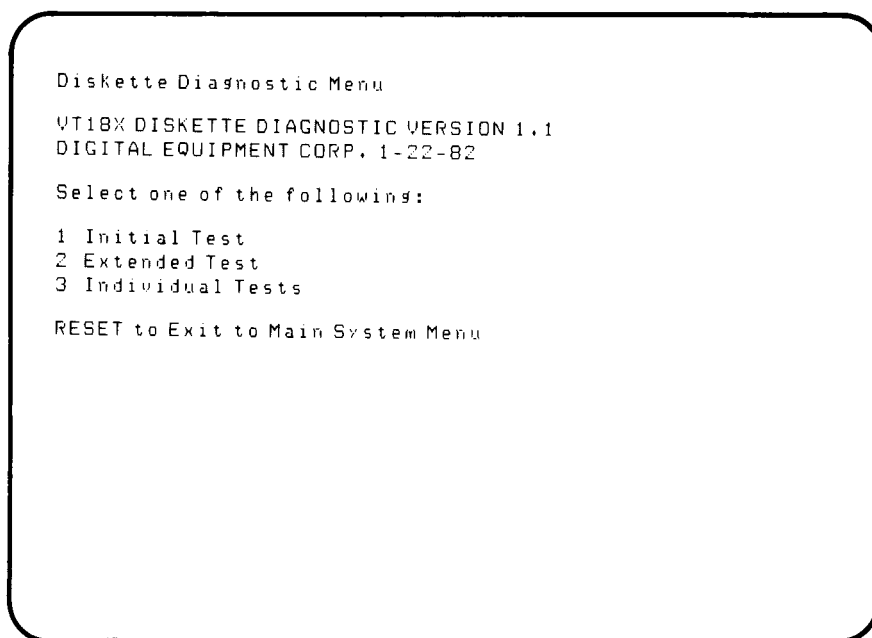 Diskette Diagnostic Menu
VT18X DISKETTE DIAGNOSTIC VERSION 1.1
DIGITAL EQUIPMENT CORP. 1-22-82
Select one of the following:
1 Initial Test
2 Extended Test
3 Individual Tests
RESET to Exit to Main System Menu